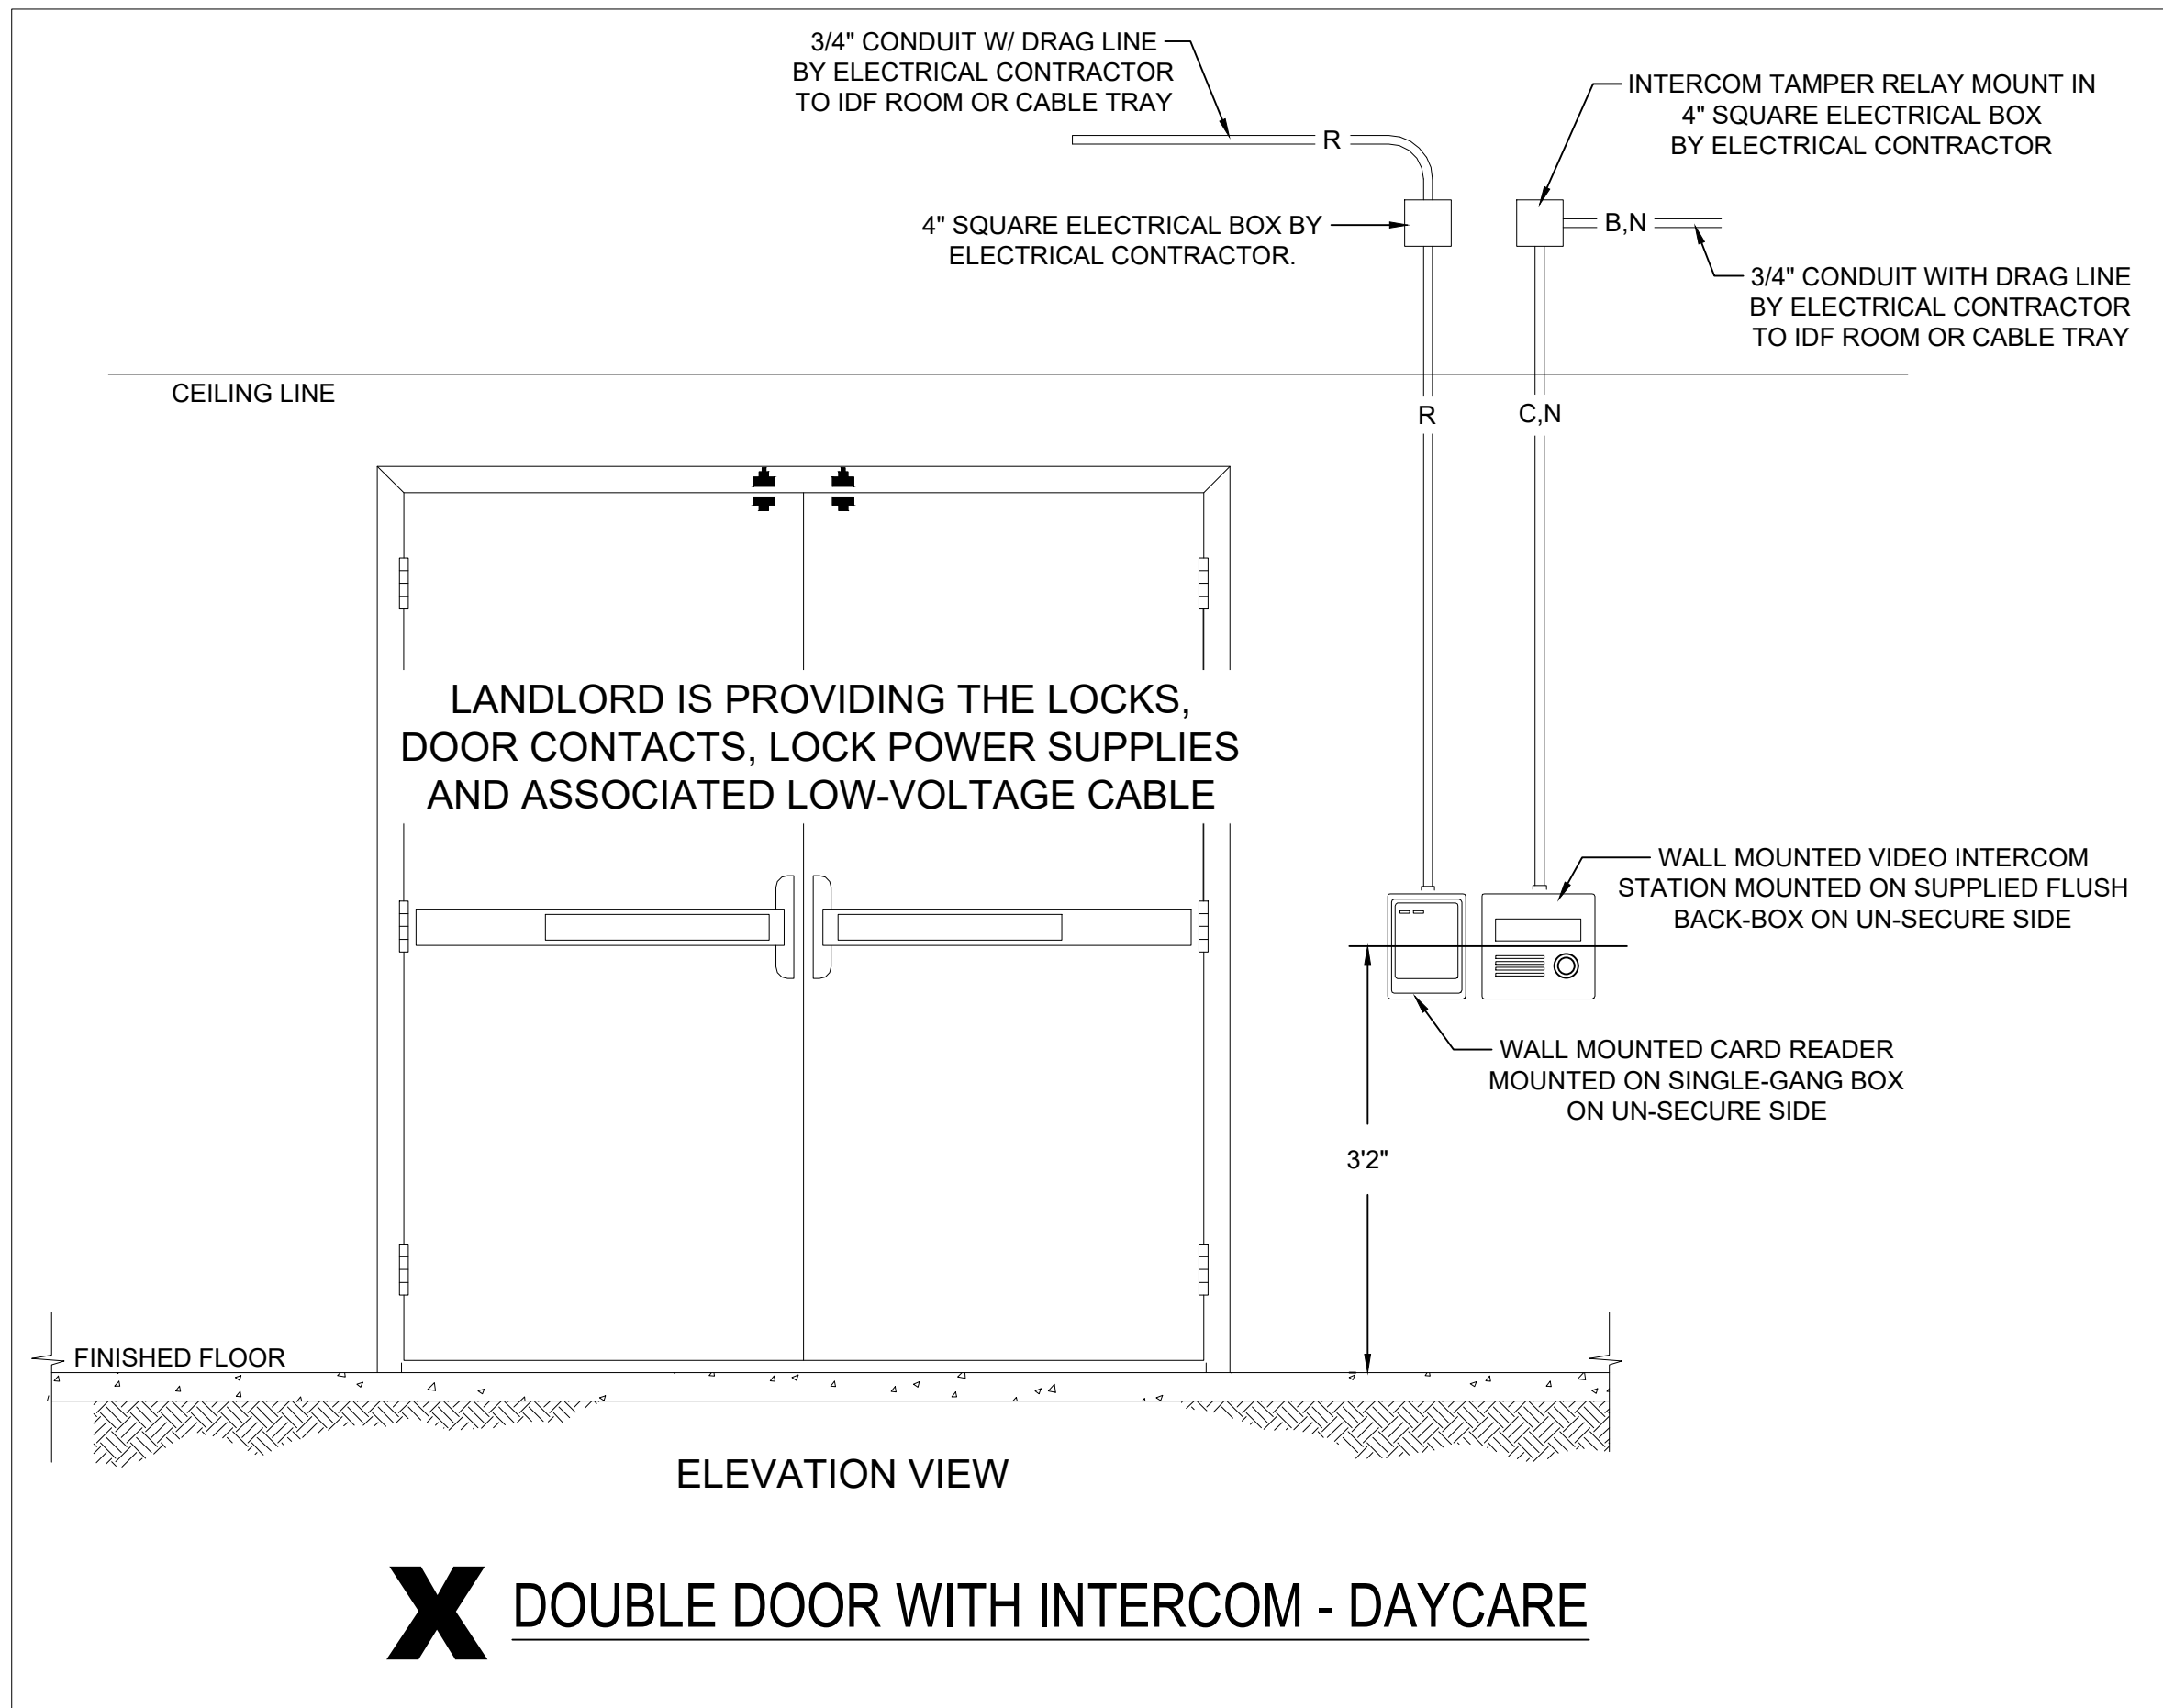 3/4" CONDUIT W/ DRAG LINE
BY ELECTRICAL CONTRACTOR
TO IDF ROOM OR CABLE TRAY
INTERCOM TAMPER RELAY MOUNT IN
4" SQUARE ELECTRICAL BOX
BY ELECTRICAL CONTRACTOR
R
4" SQUARE ELECTRICAL BOX BY
ELECTRICAL CONTRACTOR.
B,N
3/4" CONDUIT WITH DRAG LINE
BY ELECTRICAL CONTRACTOR
TO IDF ROOM OR CABLE TRAY
CEILING LINE
R
C,N
LANDLORD IS PROVIDING THE LOCKS,
DOOR CONTACTS, LOCK POWER SUPPLIES
AND ASSOCIATED LOW-VOLTAGE CABLE
WALL MOUNTED VIDEO INTERCOM
STATION MOUNTED ON SUPPLIED FLUSH
BACK-BOX ON UN-SECURE SIDE
WALL MOUNTED CARD READER
MOUNTED ON SINGLE-GANG BOX
ON UN-SECURE SIDE
3'2"
FINISHED FLOOR
ELEVATION VIEW
X DOUBLE DOOR WITH INTERCOM - DAYCARE